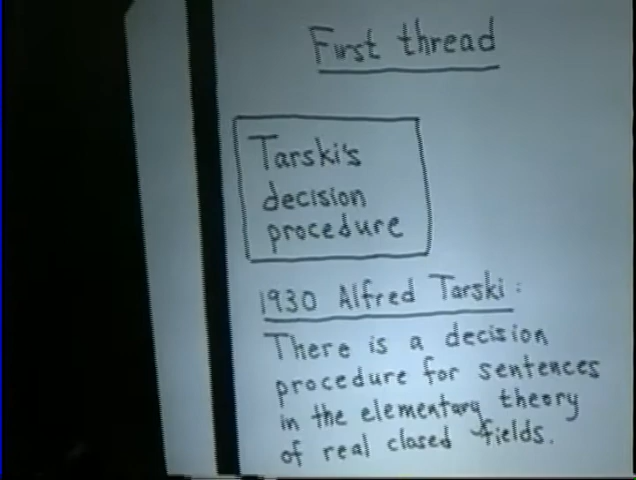 First thread
Tarski's
decision
procedure
1930 Alfred Tarski:
There is a decision
procedure for sentences
in the elementary theory
of real closed fields.